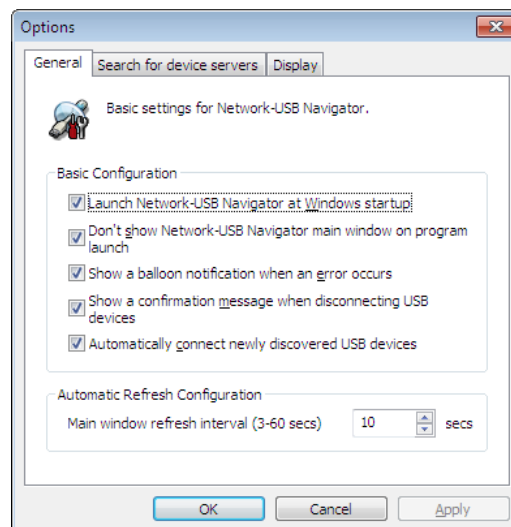 Options
General Search for device servers Display
Basic settings for Network-USB Navigator.
Basic Configuration
Launch Network-USB Navigator at Windows startup
Don't show Network-USB Navigator main window on program
launch
Show a balloon notification when an error occurs
Show a confirmation message when disconnecting USB
devices
Automatically connect newly discovered USB devices
Automatic Refresh Configuration
Main window refresh interval (3-60 secs) 10 secs
OK Cancel Apply